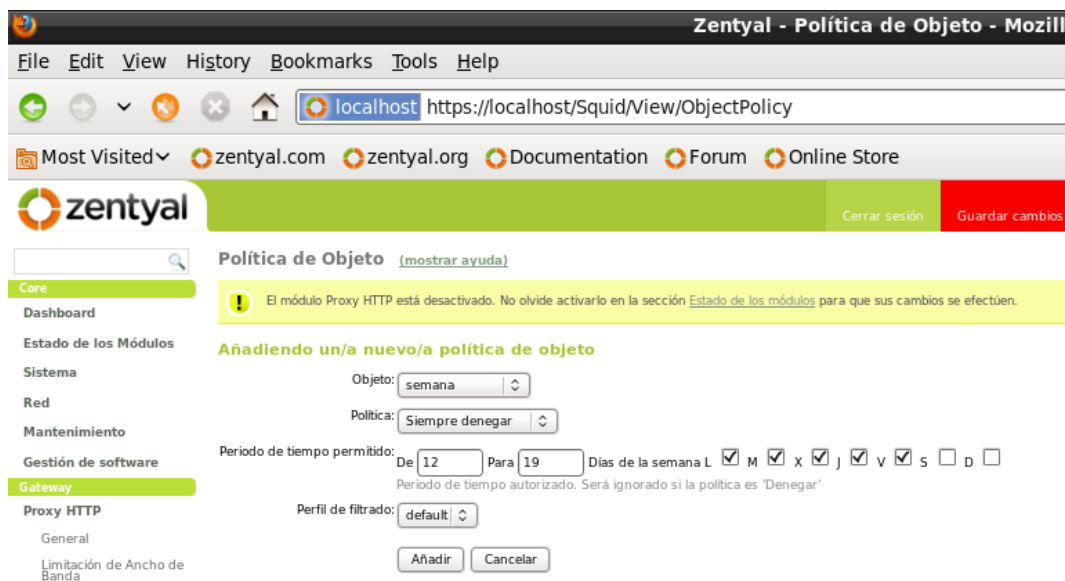 Zentyal - Política de Objeto - Mozill
File Edit View History Bookmarks Tools Help
localhost https://localhost/Squid/View/ObjectPolicy
Most Visited zentyal.com zentyal.org Documentation Forum Online Store
zentyal
Cerrar sesión Guardar cambios
Política de Objeto (mostrar ayuda)
Core
! El módulo Proxy HTTP está desactivado. No olvide activarlo en la sección Estado de los módulos para que sus cambios se efectúen.
Dashboard
Estado de los Módulos
Sistema
Red
Mantenimiento
Gestión de software
Gateway
Proxy HTTP
General
Limitación de Ancho de
Banda
Añadiendo un/a nuevo/a política de objeto
Objeto: semana
Política: Siempre denegar
Periodo de tiempo permitido: De 12 Para 19 Días de la semana L M X J V S D
Periodo de tiempo autorizado. Será ignorado si la política es 'Denegar'
Perfil de filtrado: default
Añadir Cancelar